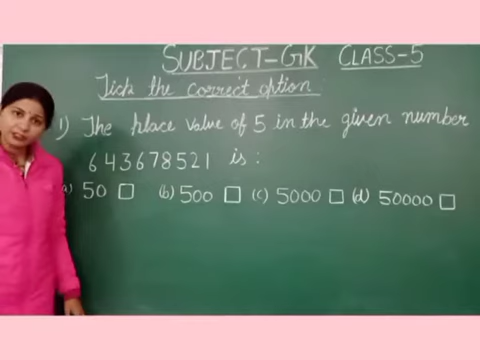 SUBJECT-GK CLASS-5
Tick the correct option
1) The place value of 5 in the given number
643678521 is :
a) 50 (b) 500 (c) 5000 (d) 50000